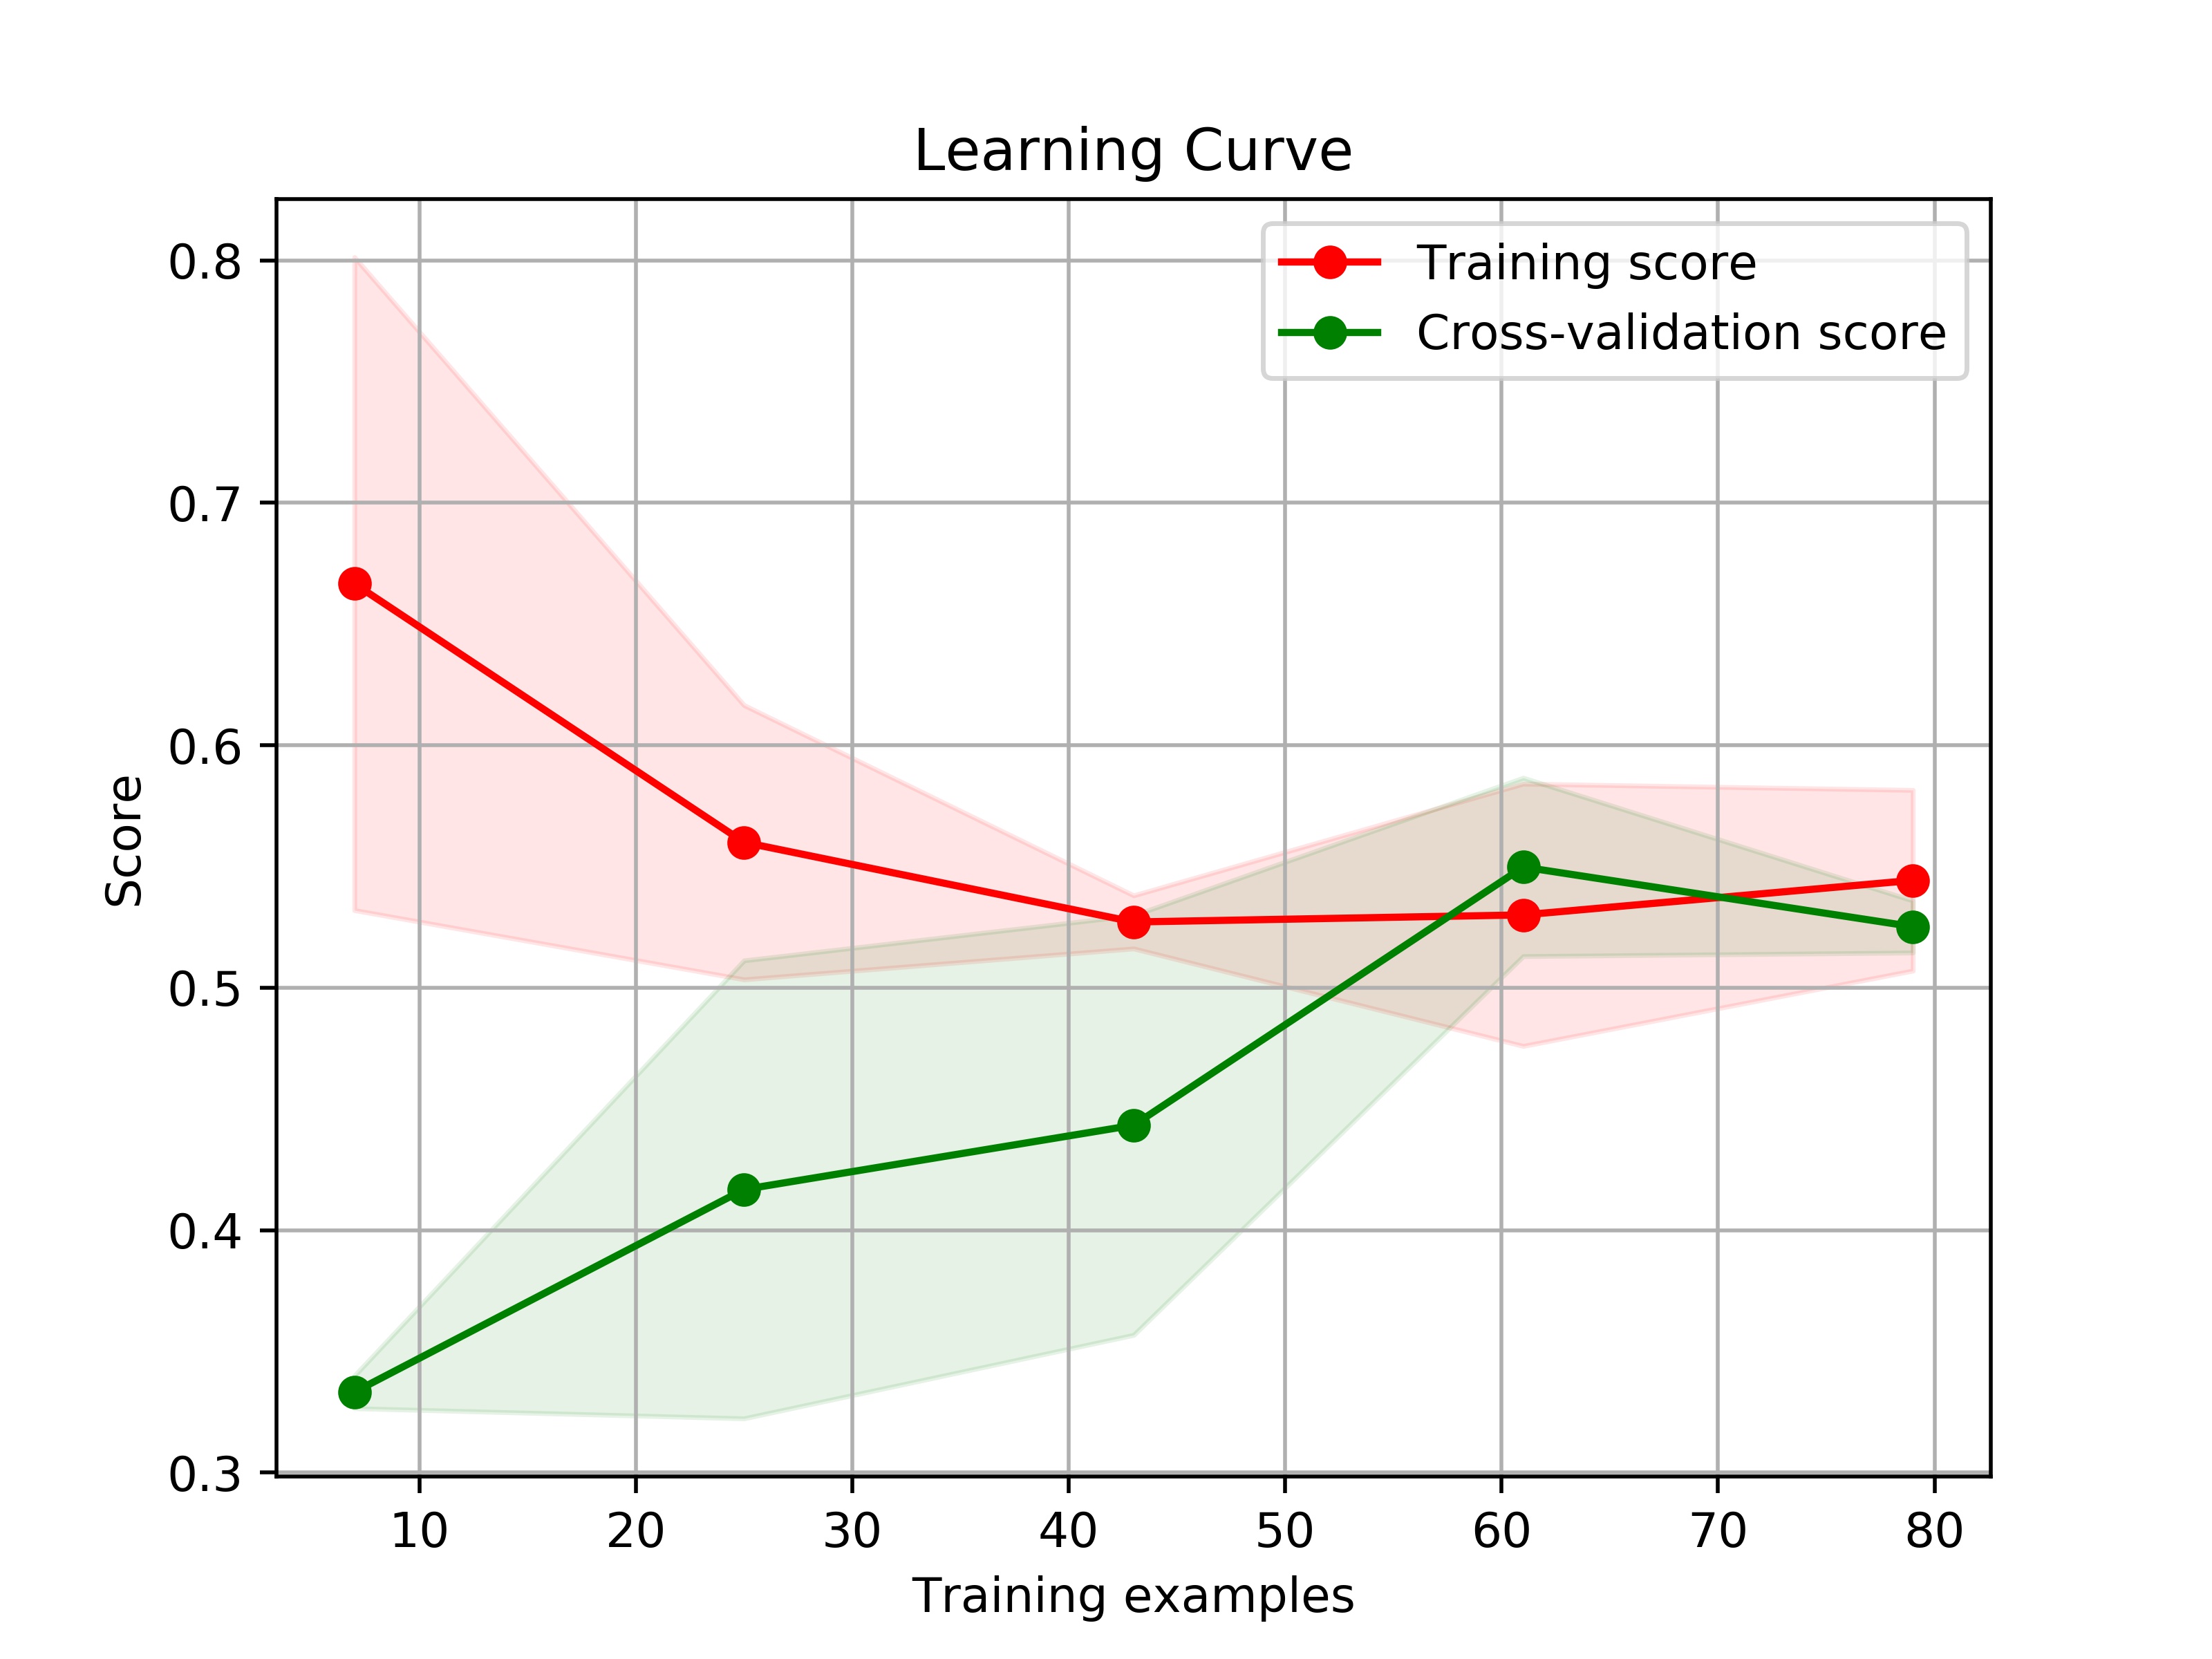 Learning Curve
Training score
Cross-validation score
0.8
0.7
0.6
0.5
0.4
0.3
Score
10 20 30 40 50 60 70 80
Training examples